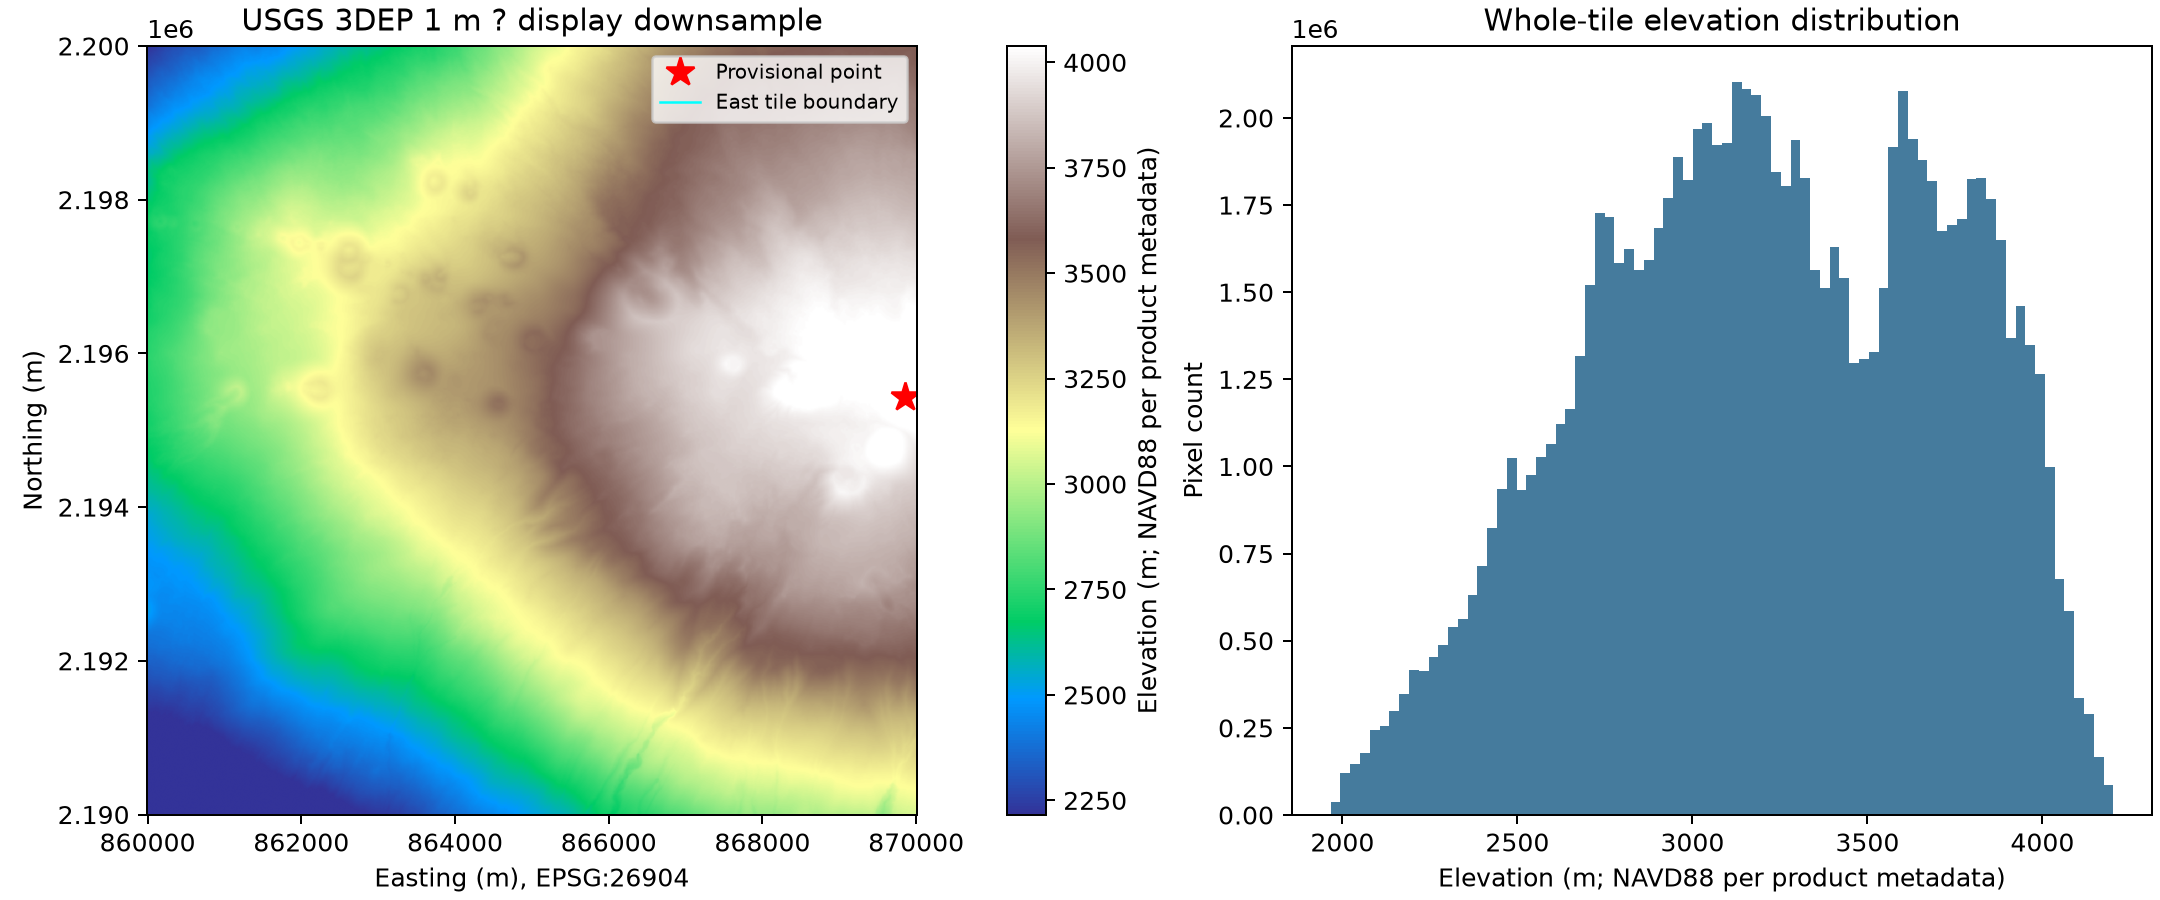 USGS 3DEP 1 m ? display downsample
1e6
Provisional point
East tile boundary
2.200
2.198
2.196
2.194
2.192
2.190
Northing (m)
860000 862000 864000 866000 868000 870000
Easting (m), EPSG:26904
4000
3750
3500
3250
3000
2750
2500
2250
Elevation (m; NAVD88 per product metadata)
Whole-tile elevation distribution
1e6
2.00
1.75
1.50
1.25
1.00
0.75
0.50
0.25
0.00
Pixel count
2000 2500 3000 3500 4000
Elevation (m; NAVD88 per product metadata)